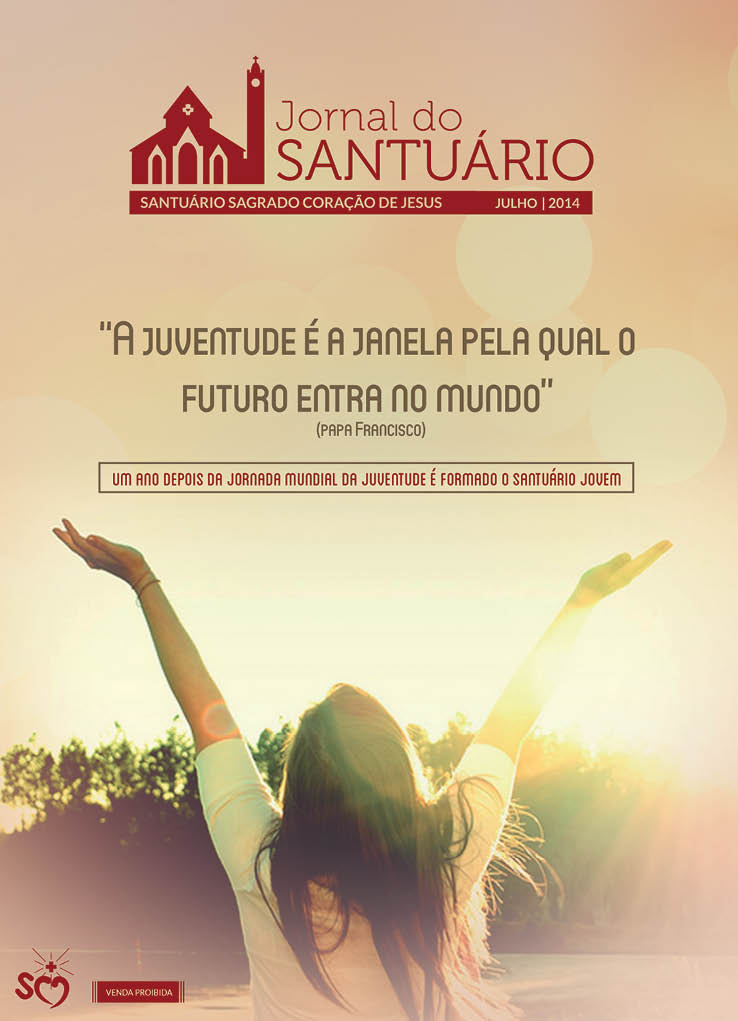 Jornal do
SANTUÁRIO
SANTUÁRIO SAGRADO CORAÇÃO DE JESUS JULHO | 2014
"A JUVENTUDE É A JANELA PELA QUAL O
FUTURO ENTRA NO MUNDO"
(PAPA FRANCISCO)
UM ANO DEPOIS DA JORNADA MUNDIAL DA JUVENTUDE É FORMADO O SANTUÁRIO JOVEM
VENDA PROIBIDA